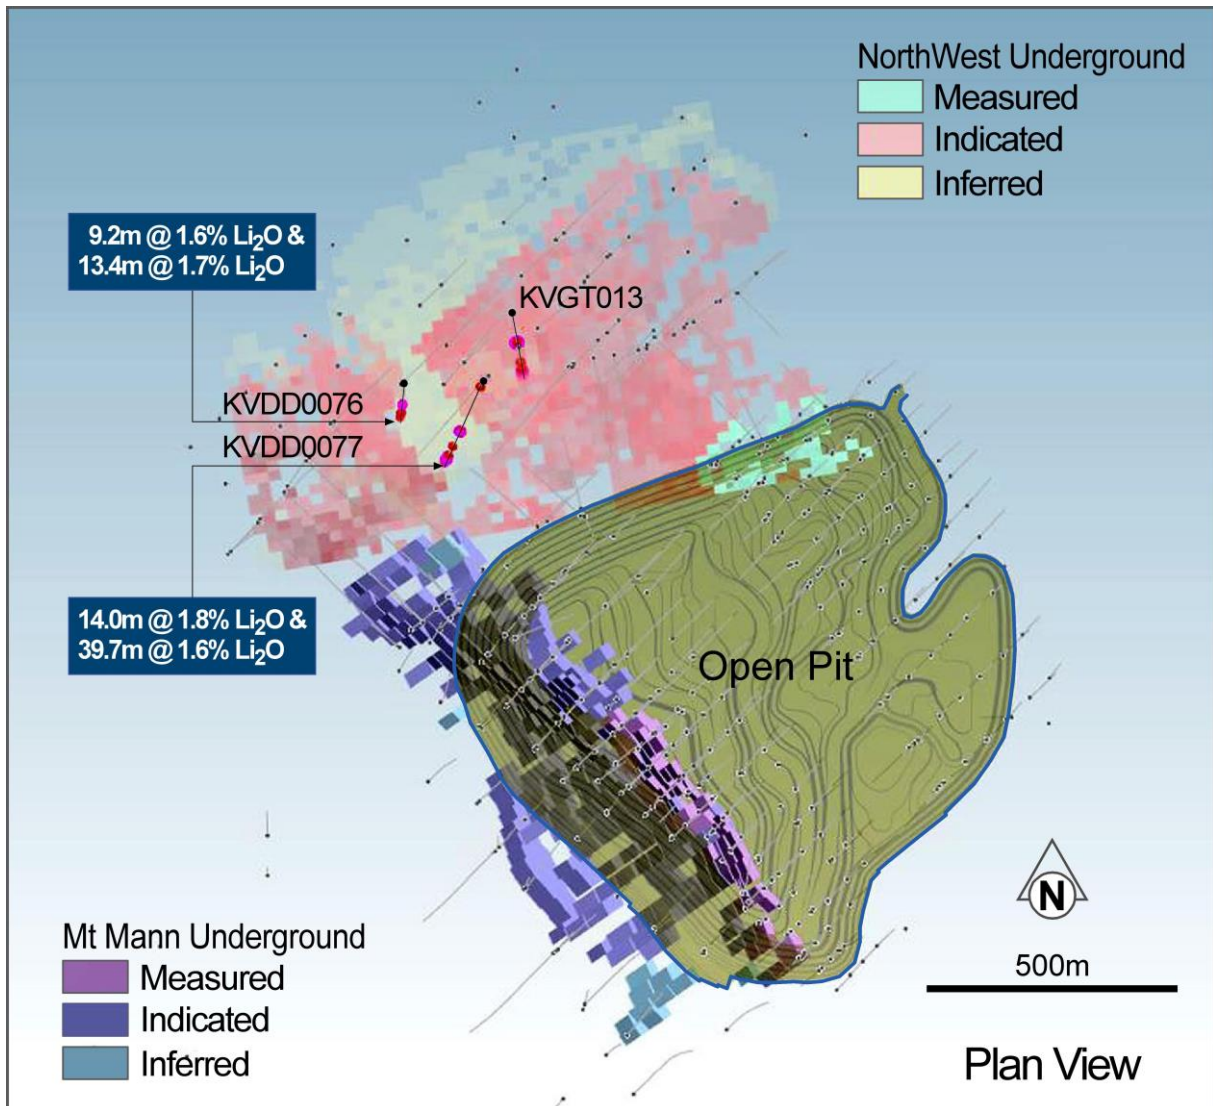 NorthWest Underground
Measured
Indicated
Inferred
9.2m @ 1.6% Li₂O &
13.4m @ 1.7% Li₂O
KVGT013
KVDD0076
KVDD0077
14.0m @ 1.8% Li₂O &
39.7m @ 1.6% Li₂O
Open Pit
Mt Mann Underground
Measured
Indicated
Inferred
N
500m
Plan View